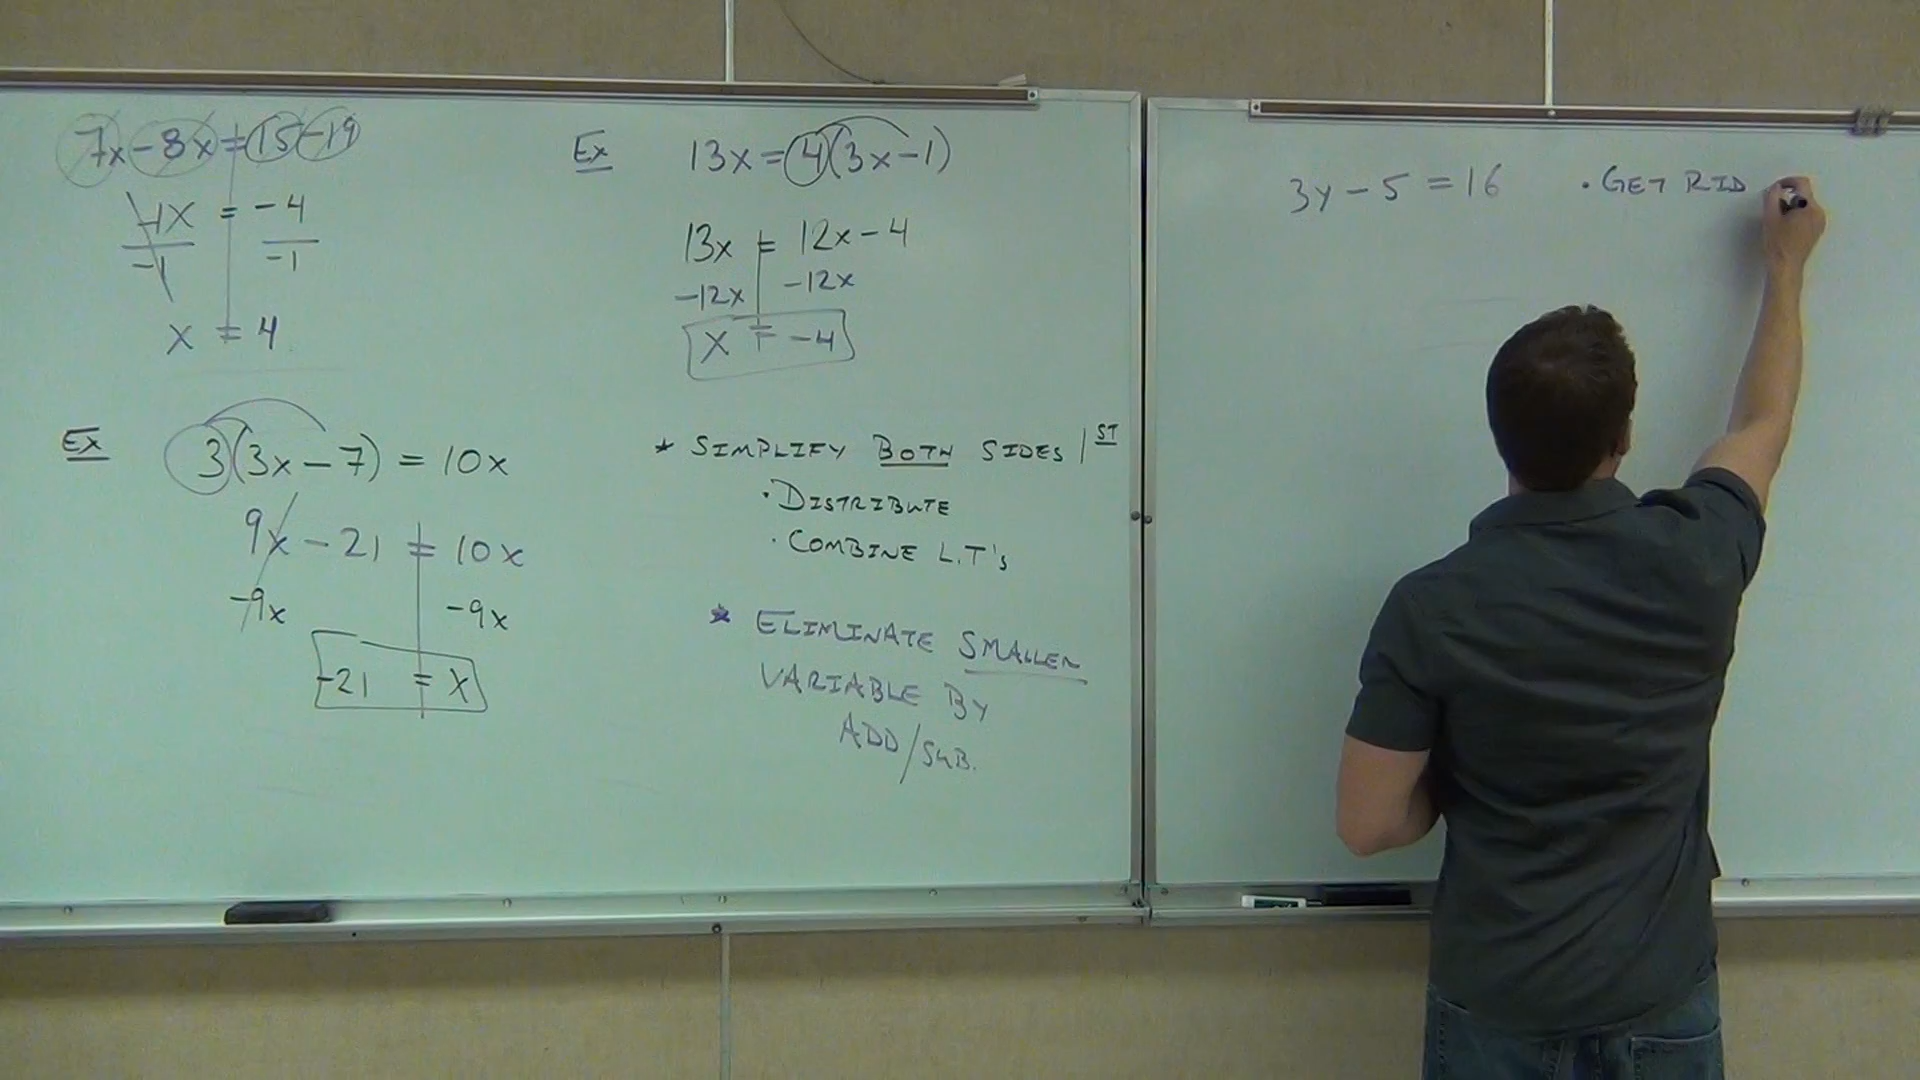 7x - 8x = 15 - 19
-1x = -4
-1 -1
x = 4
Ex 3(3x - 7) = 10x
9x - 21 = 10x
-9x -9x
-21 = x
Ex 13x = 4(3x - 1)
13x = 12x - 4
-12x -12x
x = -4
* SIMPLIFY BOTH SIDES 1ST
• DISTRIBUTE
• COMBINE L.T's
* ELIMINATE SMALLER
VARIABLE BY
ADD/SUB.
3y - 5 = 16 • GET RID